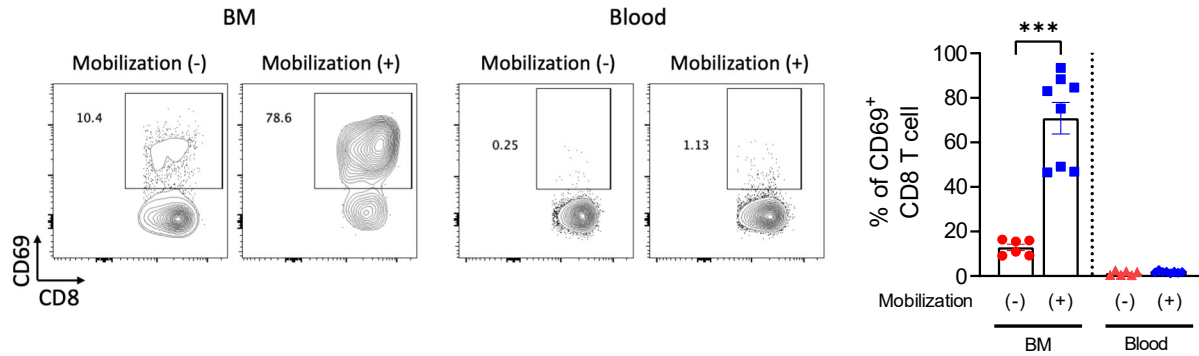 BM
Blood
Mobilization (-)
Mobilization (+)
Mobilization (-)
Mobilization (+)
10.4
78.6
0.25
1.13
CD69
CD8
***
% of CD69+
CD8 T cell
100
80
60
40
20
0
Mobilization (-) (+) (-) (+)
BM Blood